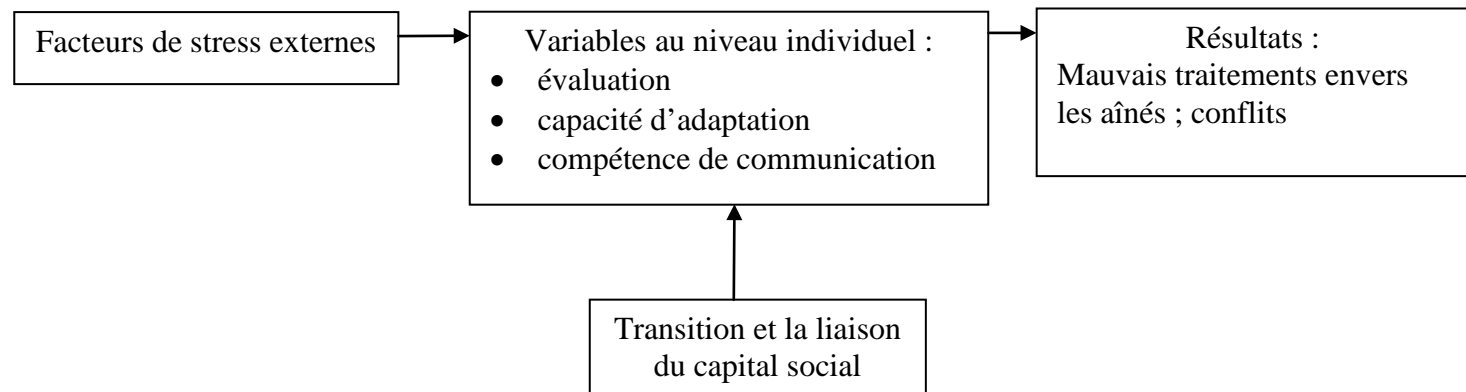 Facteurs de stress externes
Variables au niveau individuel :
• évaluation
• capacité d’adaptation
• compétence de communication
Résultats :
Mauvais traitements envers
les aînés ; conflits
Transition et la liaison
du capital social